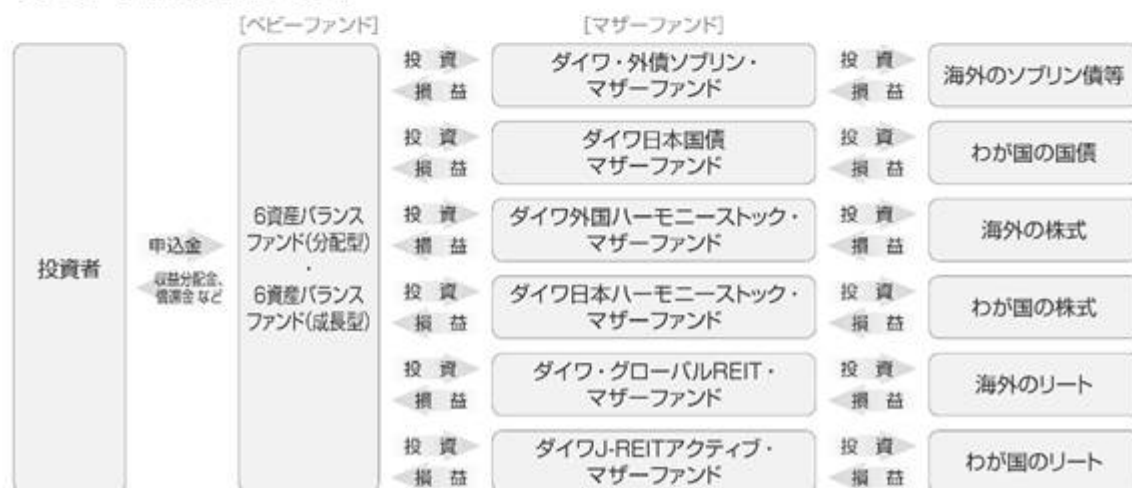 [ベビーファンド]
[マザーファンド]
投資者
申込金
収益分配金、
償還金 など
6資産バランス
ファンド(分配型)
・
6資産バランス
ファンド(成長型)
投 資
損 益
ダイワ・外債ソブリン・
マザーファンド
投 資
損 益
海外のソブリン債等
投 資
損 益
ダイワ日本国債
マザーファンド
投 資
損 益
わが国の国債
投 資
損 益
ダイワ外国ハーモニーストック・
マザーファンド
投 資
損 益
海外の株式
投 資
損 益
ダイワ日本ハーモニーストック・
マザーファンド
投 資
損 益
わが国の株式
投 資
損 益
ダイワ・グローバルREIT・
マザーファンド
投 資
損 益
海外のリート
投 資
損 益
ダイワJ-REITアクティブ・
マザーファンド
投 資
損 益
わが国のリート